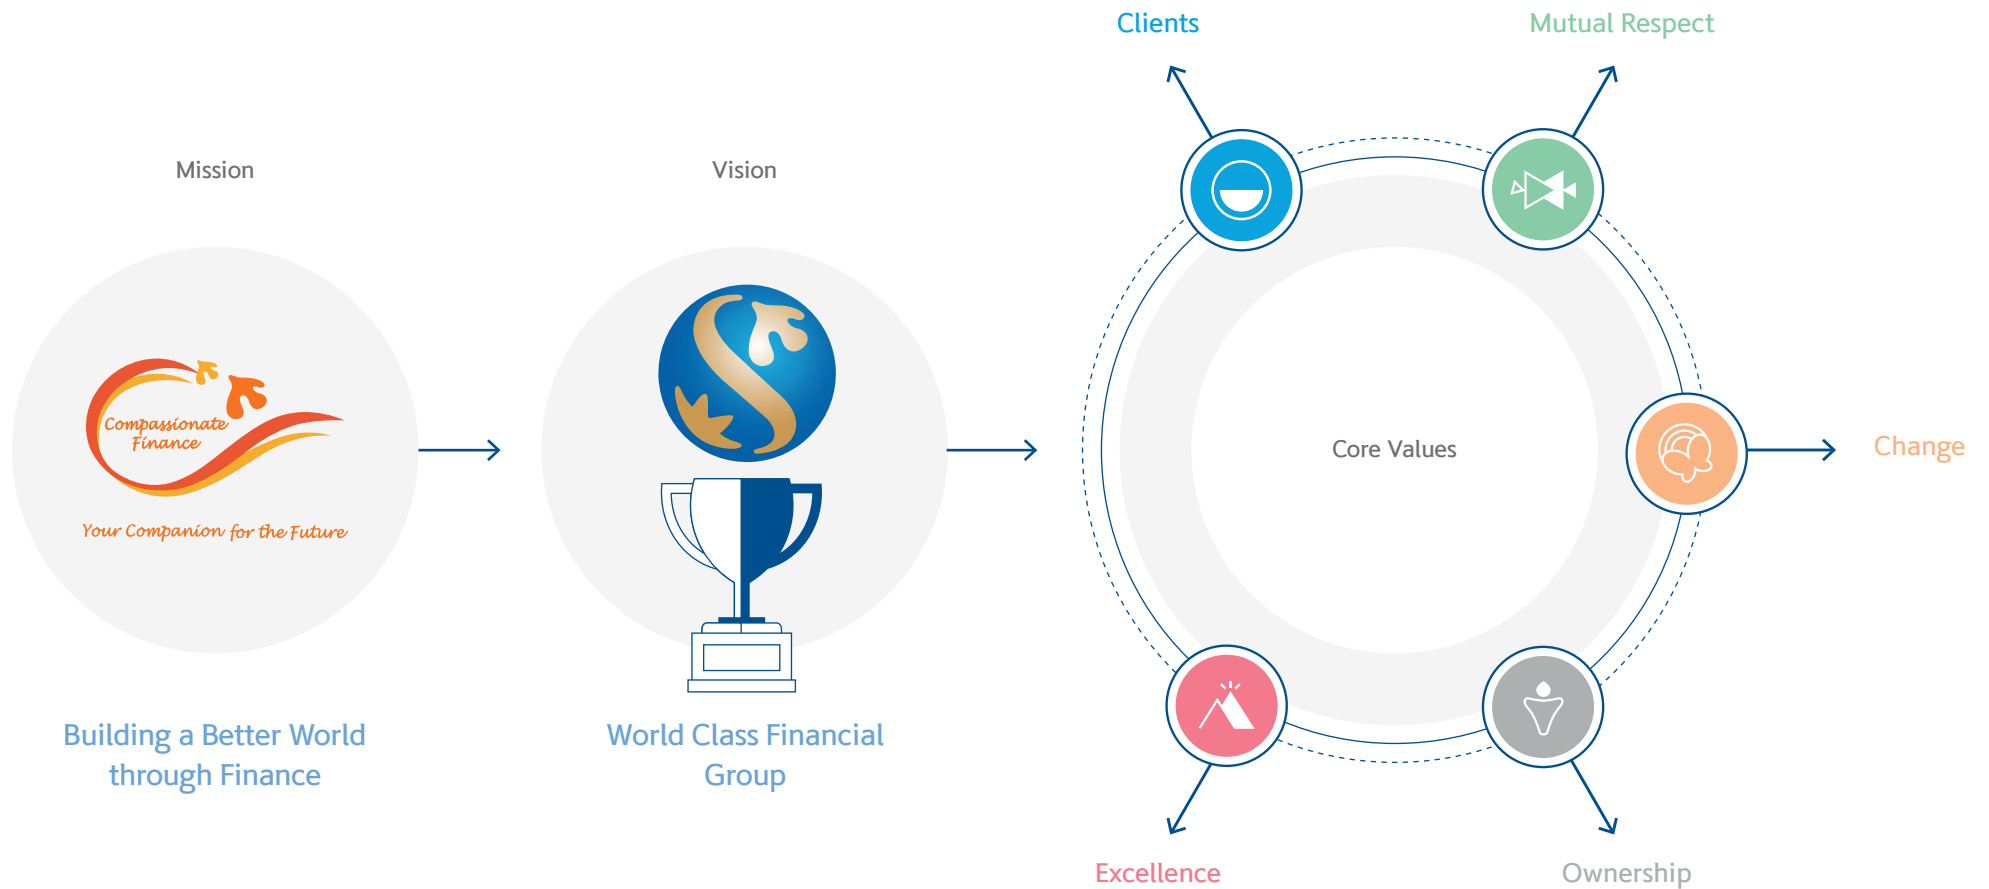 Mission
Compassionate
Finance
Your Companion for the Future
Building a Better World
through Finance
Vision
World Class Financial
Group
Core Values
Clients
Mutual Respect
Change
Ownership
Excellence